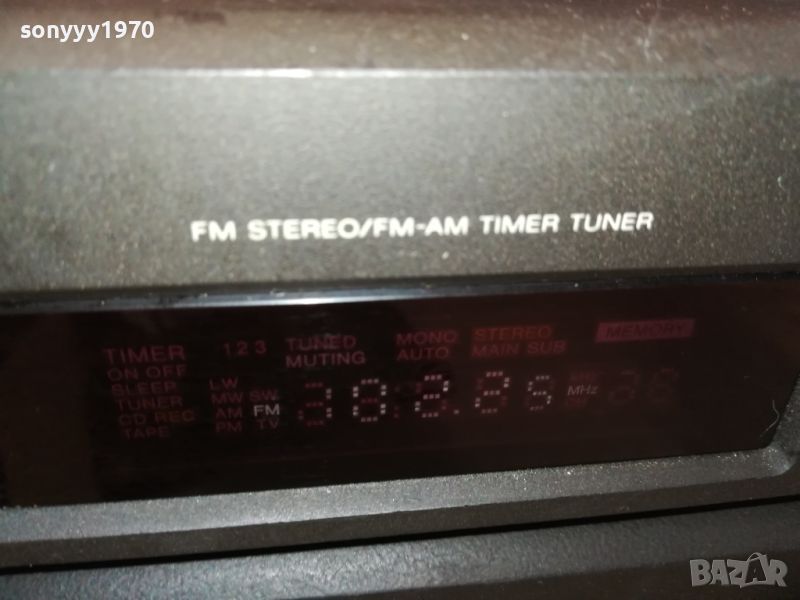 sonyyy1970
FM STEREO/FM-AM TIMER TUNER
TIMER 1 2 3 TUNED MONO STEREO MEMORY
ON OFF MUTING AUTO MAIN SUB
SLEEP LW
TUNER MW SW MHz
CD REC AM FM
TAPE PM TV
BAZAR